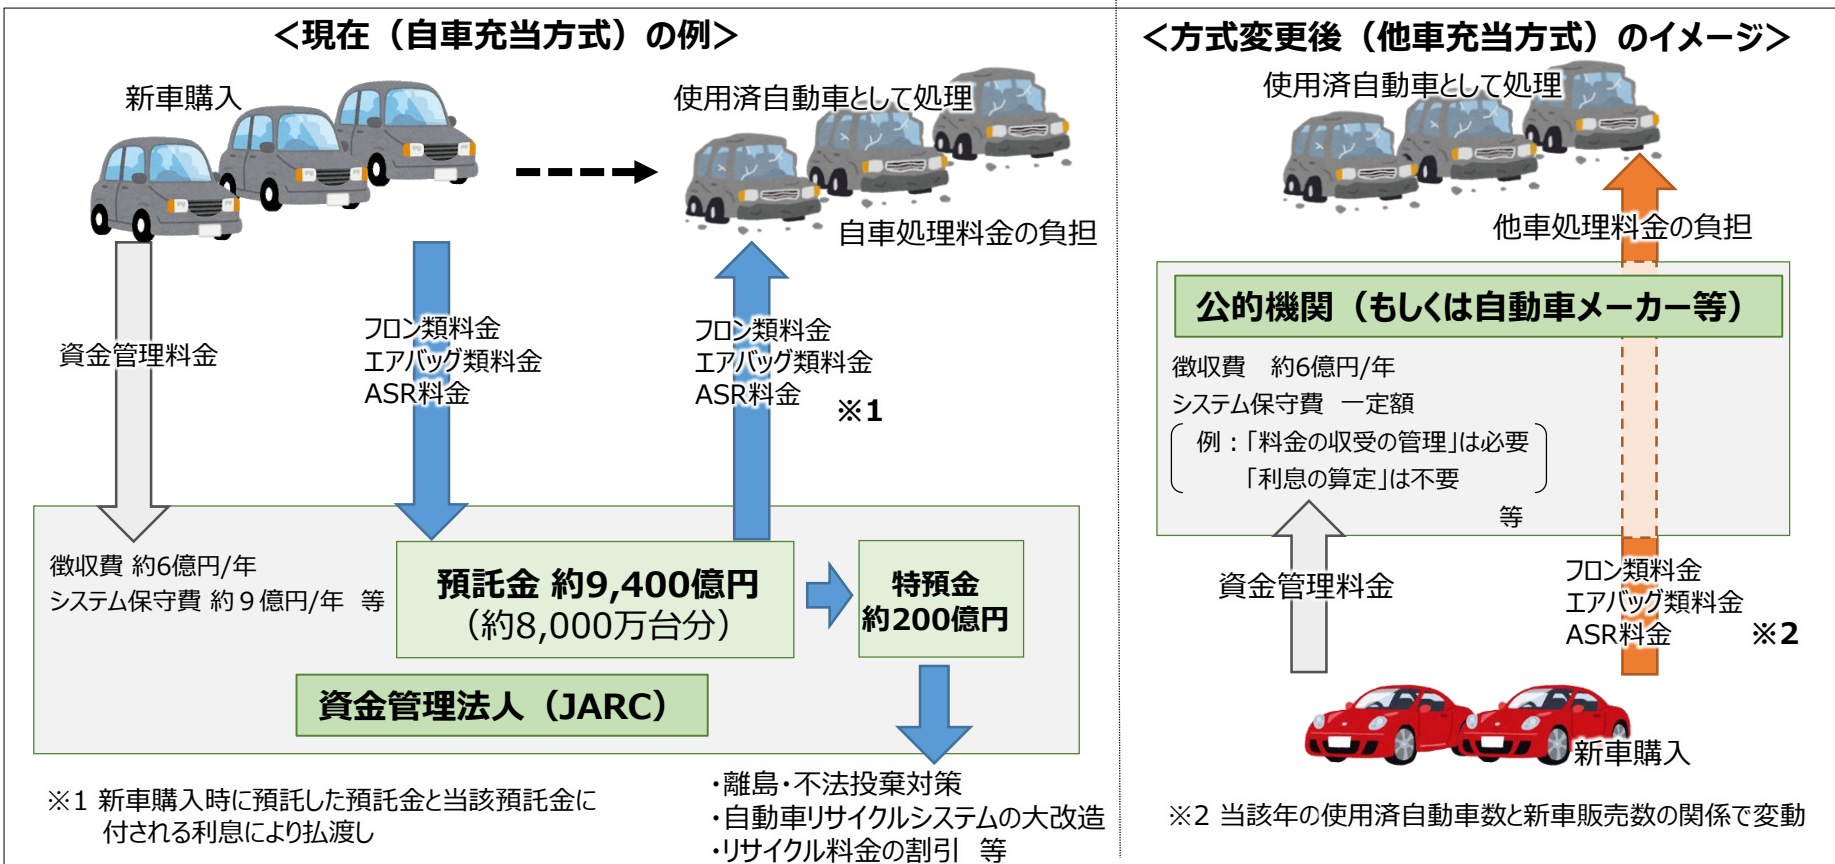 ＜現在（自車充当方式）の例＞
新車購入
使用済自動車として処理
自車処理料金の負担
資金管理料金
フロン類料金
エアバッグ類料金
ASR料金
フロン類料金
エアバッグ類料金
ASR料金
※1
徴収費 約6億円/年
システム保守費 約９億円/年 等
預託金 約9,400億円
（約8,000万台分）
特預金
約200億円
資金管理法人（JARC）
・離島・不法投棄対策
・自動車リサイクルシステムの大改造
・リサイクル料金の割引 等
※1 新車購入時に預託した預託金と当該預託金に
付される利息により払渡し
＜方式変更後（他車充当方式）のイメージ＞
使用済自動車として処理
他車処理料金の負担
公的機関（もしくは自動車メーカー等）
徴収費 約6億円/年
システム保守費 一定額
例：「料金の収受の管理」は必要
「利息の算定」は不要
等
資金管理料金
フロン類料金
エアバッグ類料金
ASR料金
※2
新車購入
※2 当該年の使用済自動車数と新車販売数の関係で変動